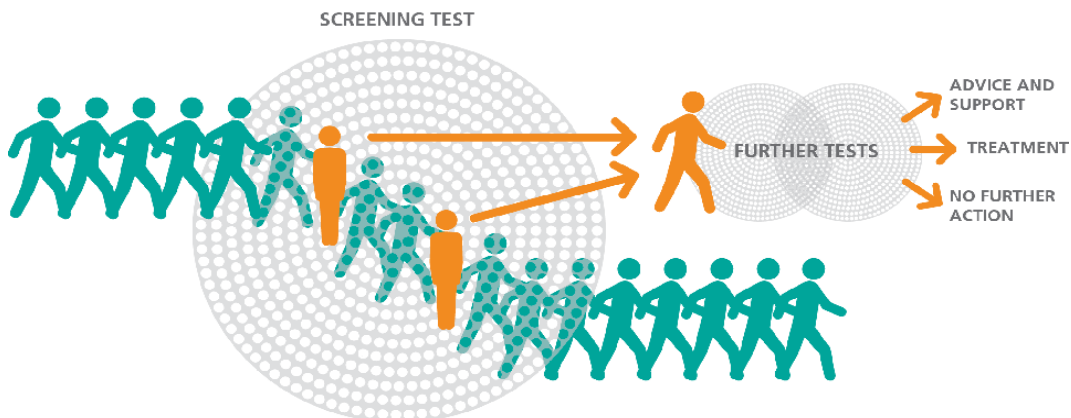 SCREENING TEST
ADVICE AND
SUPPORT
FURTHER TESTS
TREATMENT
NO FURTHER
ACTION